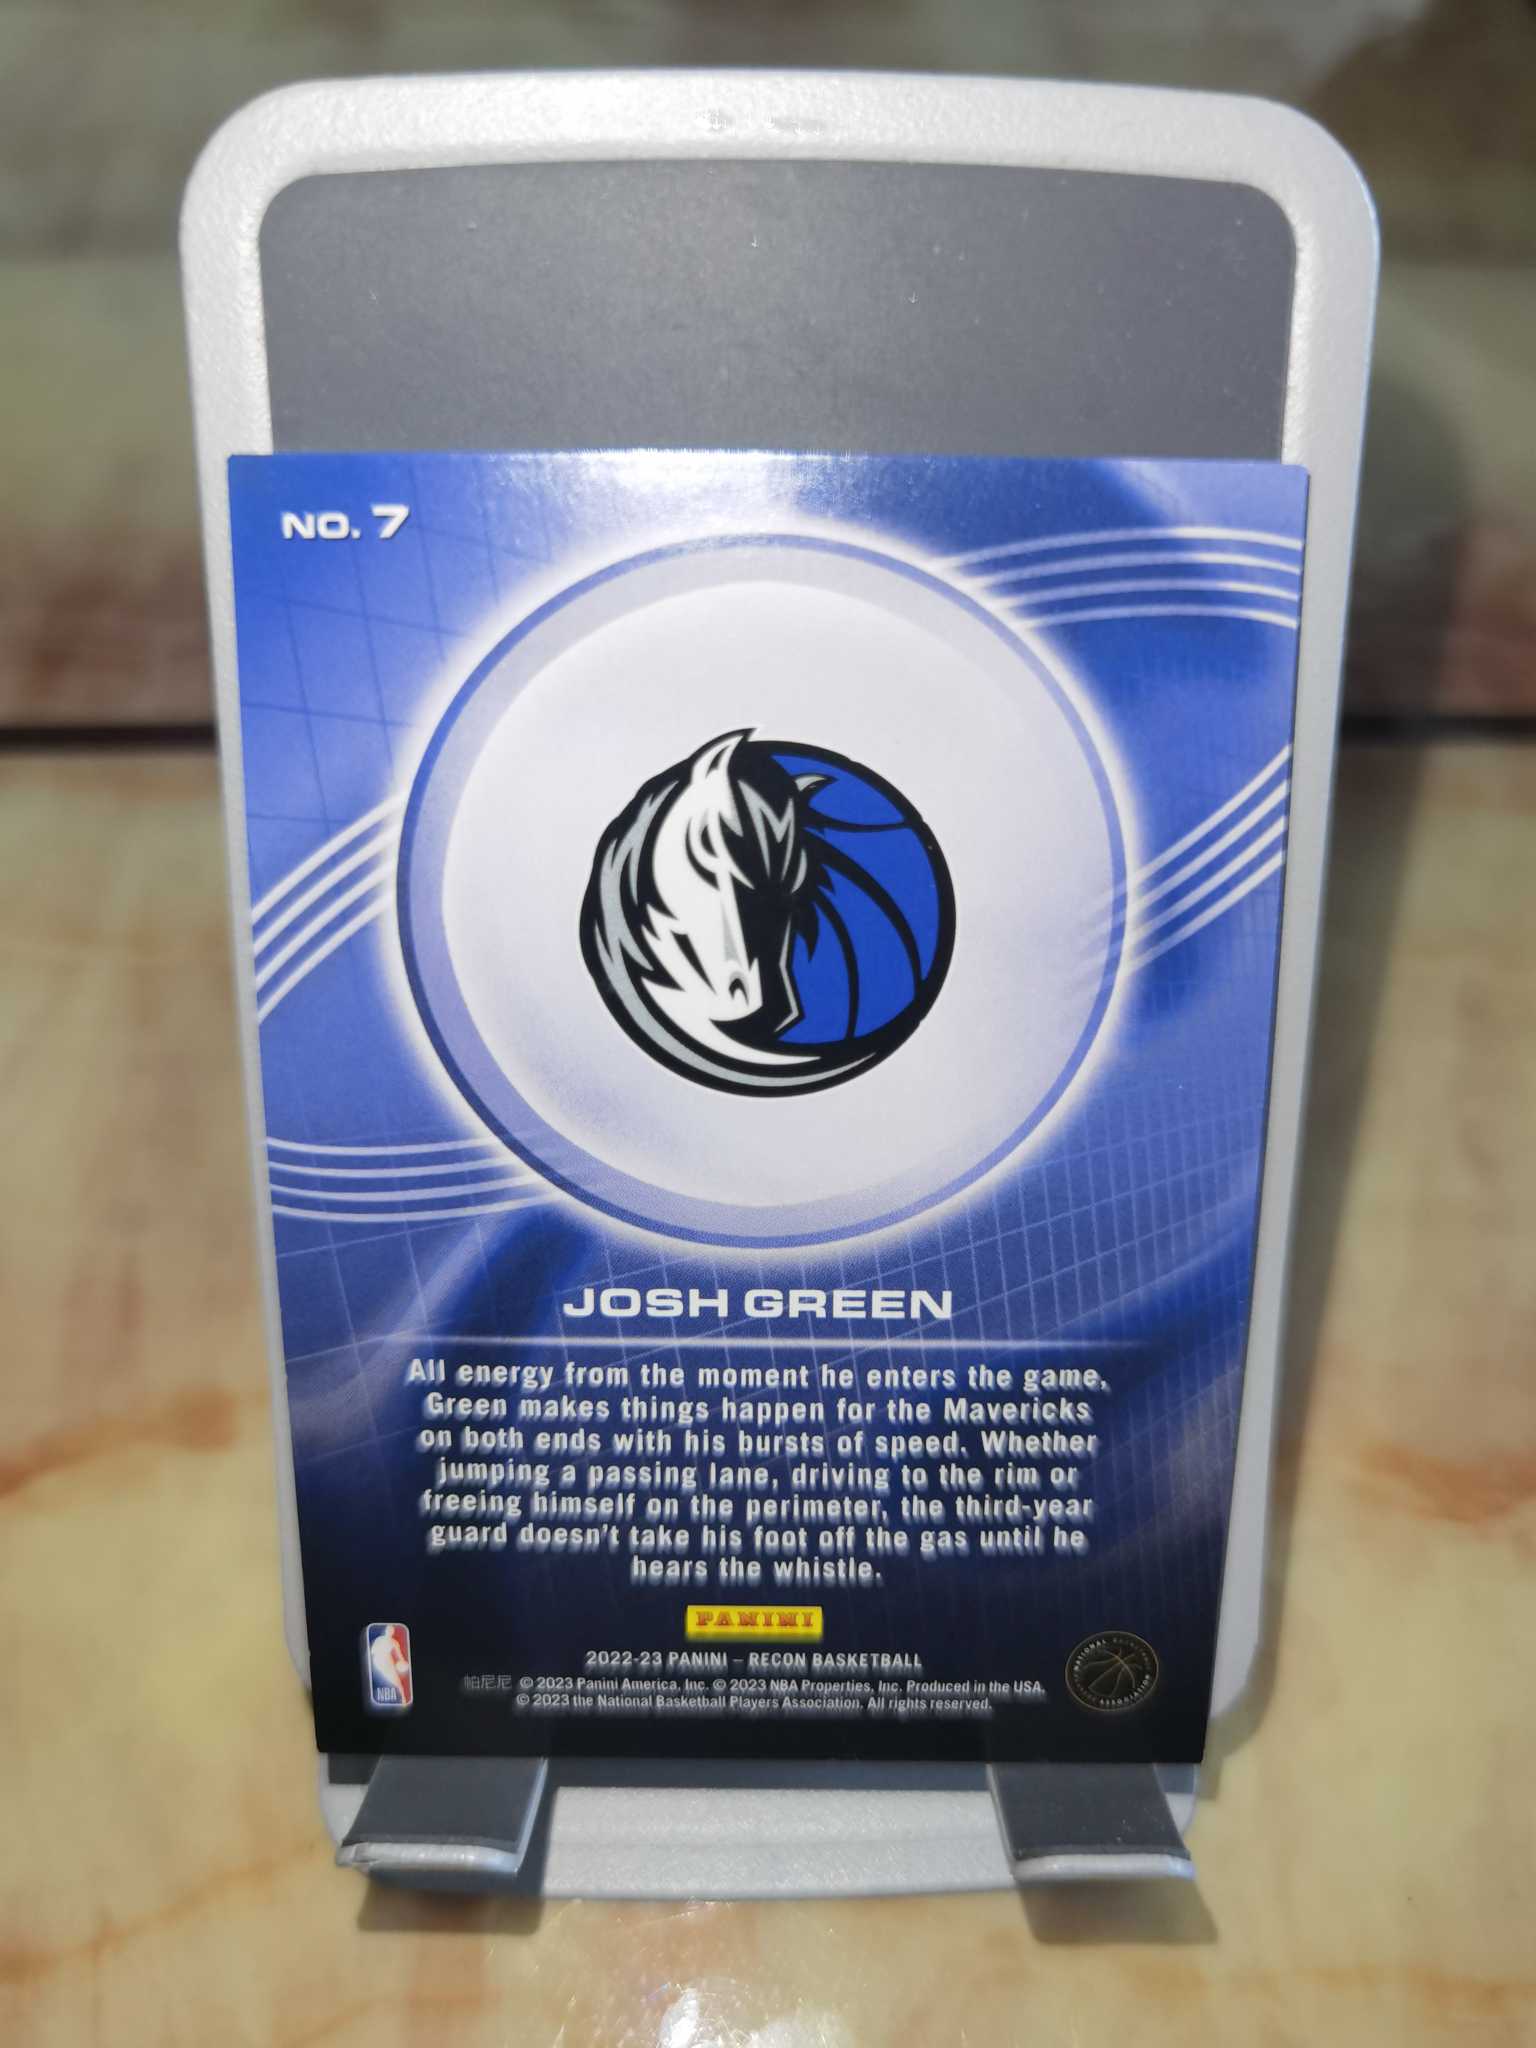 NO. 7
JOSH GREEN
All energy from the moment he enters the game,
Green makes things happen for the Mavericks
on both ends with his bursts of speed. Whether
jumping a passing lane, driving to the rim or
freeing himself on the perimeter, the third-year
guard doesn't take his foot off the gas until he
hears the whistle.
PANINI
2022-23 PANINI – RECON BASKETBALL
帕尼尼 © 2023 Panini America, Inc. © 2023 NBA Properties, Inc. Produced in the USA.
© 2023 the National Basketball Players Association. All rights reserved.
NBA
NATIONAL BASKETBALL
ASSOCIATION